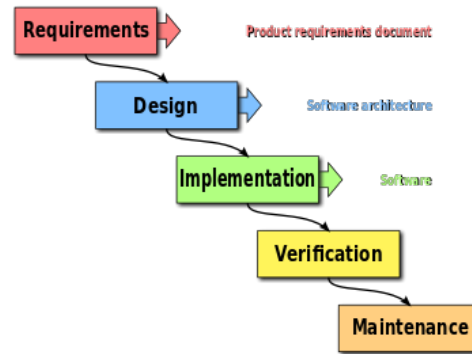 Requirements
Product requirements document
Design
Software architecture
Implementation
Software
Verification
Maintenance